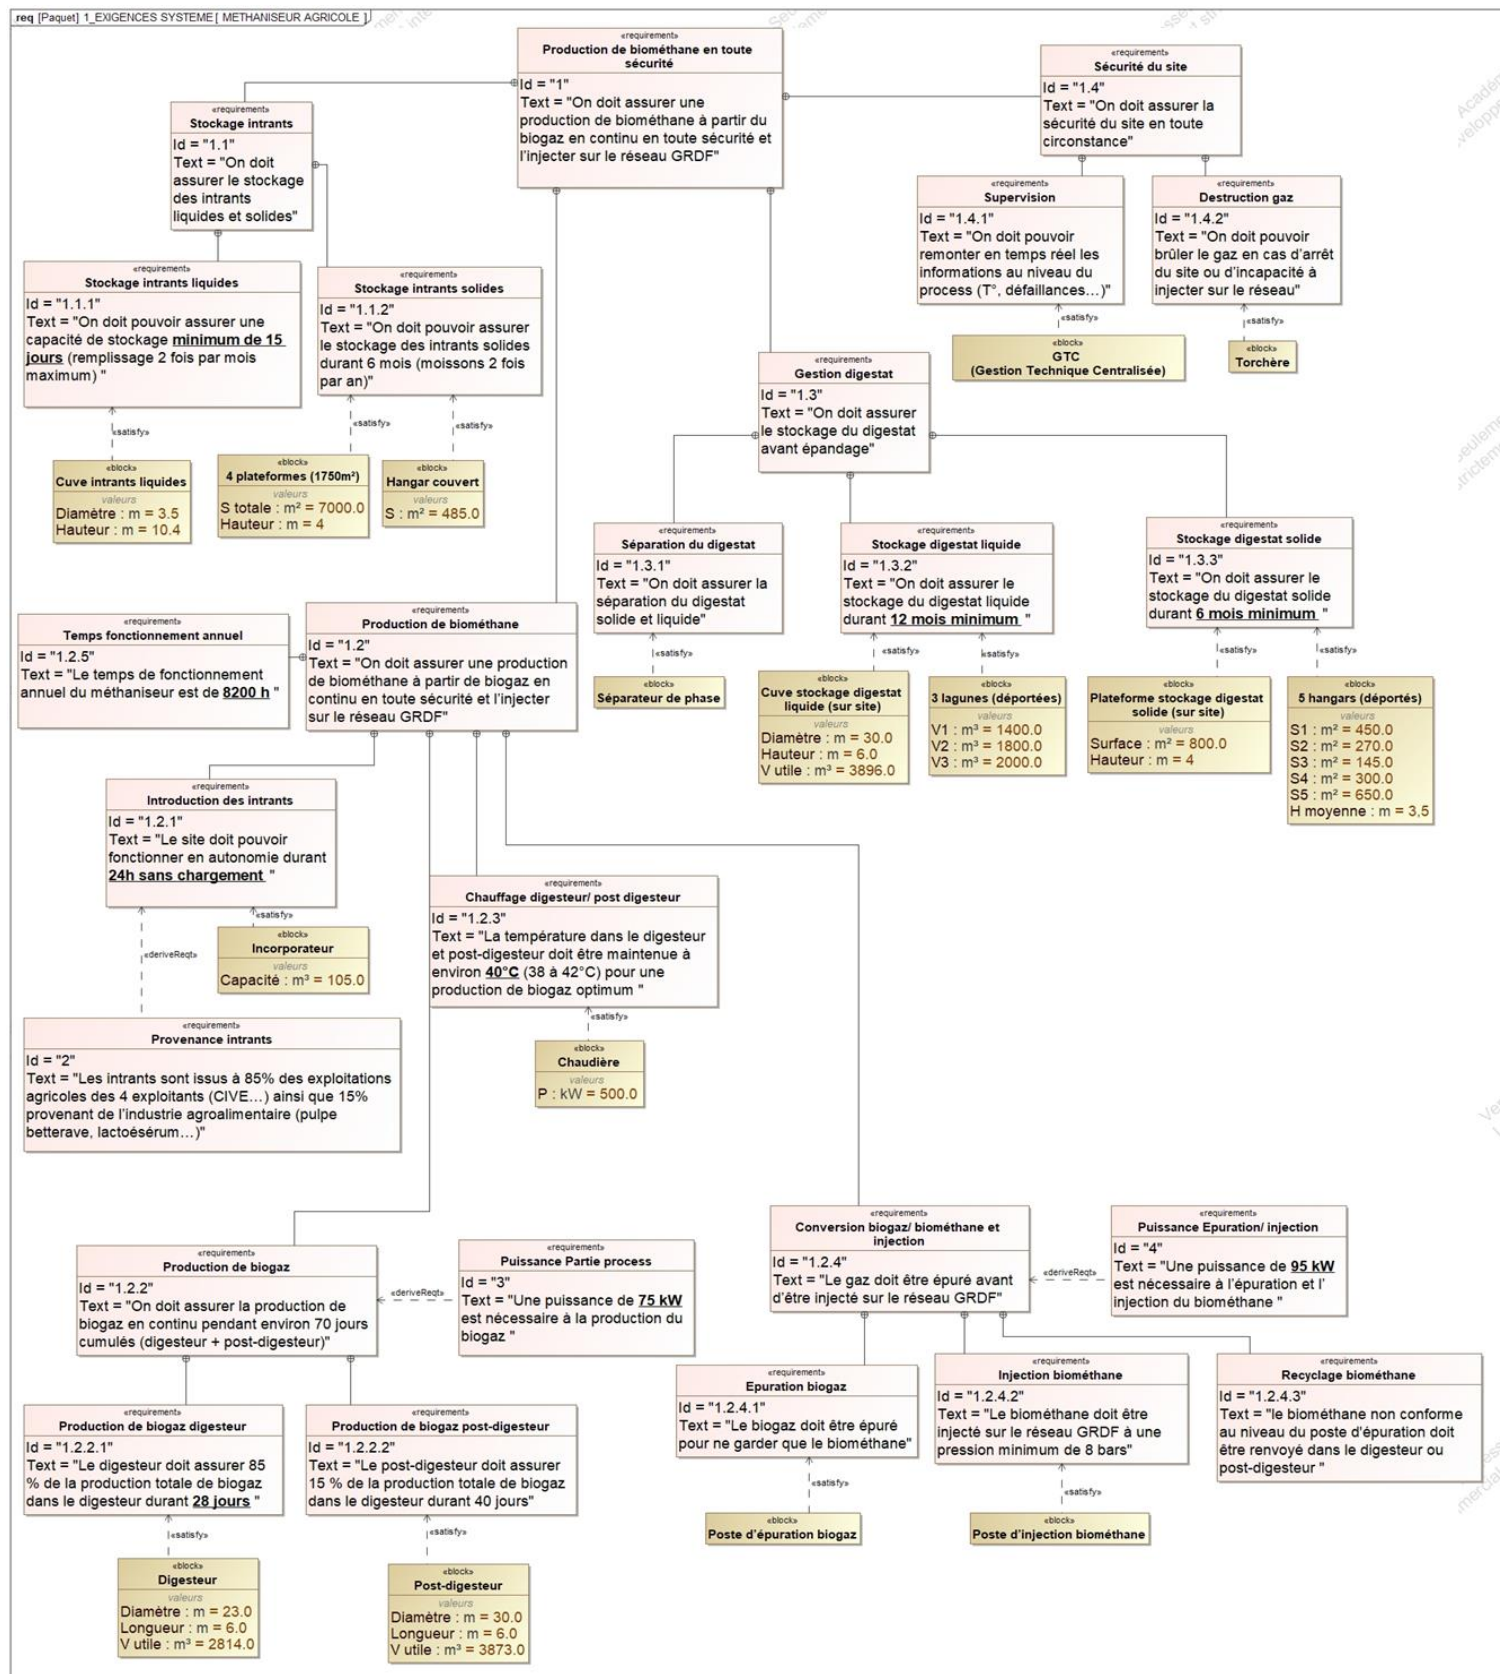 req [Paquet] 1_EXIGENCES SYSTEME [ METHANISEUR AGRICOLE ]
«requirement»
Production de biométhane en toute
sécurité
Id = "1"
Text = "On doit assurer une
production de biométhane à partir du
biogaz en continu en toute sécurité et
l'injecter sur le réseau GRDF"
«requirement»
Sécurité du site
Id = "1.4"
Text = "On doit assurer la
sécurité du site en toute
circonstance"
«requirement»
Stockage intrants
Id = "1.1"
Text = "On doit
assurer le stockage
des intrants
liquides et solides"
«requirement»
Supervision
Id = "1.4.1"
Text = "On doit pouvoir
remonter en temps réel les
informations au niveau du
process (T°, défaillances…)"
«requirement»
Destruction gaz
Id = "1.4.2"
Text = "On doit pouvoir
brûler le gaz en cas d'arrêt
du site ou d'incapacité à
injecter sur le réseau"
«satisfy»
«satisfy»
«block»
GTC
(Gestion Technique Centralisée)
«block»
Torchère
«requirement»
Stockage intrants liquides
Id = "1.1.1"
Text = "On doit pouvoir assurer une
capacité de stockage minimum de 15
jours (remplissage 2 fois par mois
maximum) "
«requirement»
Stockage intrants solides
Id = "1.1.2"
Text = "On doit pouvoir assurer
le stockage des intrants solides
durant 6 mois (moissons 2 fois
par an)"
«satisfy»
«satisfy»
«satisfy»
«block»
Cuve intrants liquides
valeurs
Diamètre : m = 3.5
Hauteur : m = 10.4
«block»
4 plateformes (1750m²)
valeurs
S totale : m² = 7000.0
Hauteur : m = 4
«block»
Hangar couvert
valeurs
S : m² = 485.0
«requirement»
Gestion digestat
Id = "1.3"
Text = "On doit assurer
le stockage du digestat
avant épandage"
«requirement»
Séparation du digestat
Id = "1.3.1"
Text = "On doit assurer la
séparation du digestat
solide et liquide"
«requirement»
Stockage digestat liquide
Id = "1.3.2"
Text = "On doit assurer le
stockage du digestat liquide
durant 12 mois minimum "
«requirement»
Stockage digestat solide
Id = "1.3.3"
Text = "On doit assurer le
stockage du digestat solide
durant 6 mois minimum "
«satisfy»
«satisfy»
«satisfy»
«satisfy»
«satisfy»
«block»
Séparateur de phase
«block»
Cuve stockage digestat
liquide (sur site)
valeurs
Diamètre : m = 30.0
Hauteur : m = 6.0
V utile : m³ = 3896.0
«block»
3 lagunes (déportées)
valeurs
V1 : m³ = 1400.0
V2 : m³ = 1800.0
V3 : m³ = 2000.0
«block»
Plateforme stockage digestat
solide (sur site)
valeurs
Surface : m² = 800.0
Hauteur : m = 4
«block»
5 hangars (déportés)
valeurs
S1 : m² = 450.0
S2 : m² = 270.0
S3 : m² = 145.0
S4 : m² = 300.0
S5 : m² = 650.0
H moyenne : m = 3,5
«requirement»
Temps fonctionnement annuel
Id = "1.2.5"
Text = "Le temps de fonctionnement
annuel du méthaniseur est de 8200 h "
«requirement»
Production de biométhane
Id = "1.2"
Text = "On doit assurer une production
de biométhane à partir de biogaz en
continu en toute sécurité et l'injecter
sur le réseau GRDF"
«requirement»
Introduction des intrants
Id = "1.2.1"
Text = "Le site doit pouvoir
fonctionner en autonomie durant
24h sans chargement "
«satisfy»
«deriveReqt»
«block»
Incorporateur
valeurs
Capacité : m³ = 105.0
«requirement»
Chauffage digesteur/ post digesteur
Id = "1.2.3"
Text = "La température dans le digesteur
et post-digesteur doit être maintenue à
environ 40°C (38 à 42°C) pour une
production de biogaz optimum "
«satisfy»
«block»
Chaudière
valeurs
P : kW = 500.0
«requirement»
Provenance intrants
Id = "2"
Text = "Les intrants sont issus à 85% des exploitations
agricoles des 4 exploitants (CIVE…) ainsi que 15%
provenant de l'industrie agroalimentaire (pulpe
betterave, lactoésérum…)"
«requirement»
Production de biogaz
Id = "1.2.2"
Text = "On doit assurer la production de
biogaz en continu pendant environ 70 jours
cumulés (digesteur + post-digesteur)"
«deriveReqt»
«requirement»
Puissance Partie process
Id = "3"
Text = "Une puissance de 75 kW
est nécessaire à la production du
biogaz "
«requirement»
Conversion biogaz/ biométhane et
injection
Id = "1.2.4"
Text = "Le gaz doit être épuré avant
d'être injecté sur le réseau GRDF"
«deriveReqt»
«requirement»
Puissance Epuration/ injection
Id = "4"
Text = "Une puissance de 95 kW
est nécessaire à l'épuration et l'
injection du biométhane "
«requirement»
Production de biogaz digesteur
Id = "1.2.2.1"
Text = "Le digesteur doit assurer 85
% de la production totale de biogaz
dans le digesteur durant 28 jours "
«requirement»
Production de biogaz post-digesteur
Id = "1.2.2.2"
Text = "Le post-digesteur doit assurer
15 % de la production totale de biogaz
dans le digesteur durant 40 jours"
«requirement»
Epuration biogaz
Id = "1.2.4.1"
Text = "Le biogaz doit être épuré
pour ne garder que le biométhane"
«requirement»
Injection biométhane
Id = "1.2.4.2"
Text = "Le biométhane doit être
injecté sur le réseau GRDF à une
pression minimum de 8 bars"
«requirement»
Recyclage biométhane
Id = "1.2.4.3"
Text = "le biométhane non conforme
au niveau du poste d'épuration doit
être renvoyé dans le digesteur ou
post-digesteur "
«satisfy»
«satisfy»
«satisfy»
«satisfy»
«block»
Poste d'épuration biogaz
«block»
Poste d'injection biométhane
«block»
Digesteur
valeurs
Diamètre : m = 23.0
Longueur : m = 6.0
V utile : m³ = 2814.0
«block»
Post-digesteur
valeurs
Diamètre : m = 30.0
Longueur : m = 6.0
V utile : m³ = 3873.0